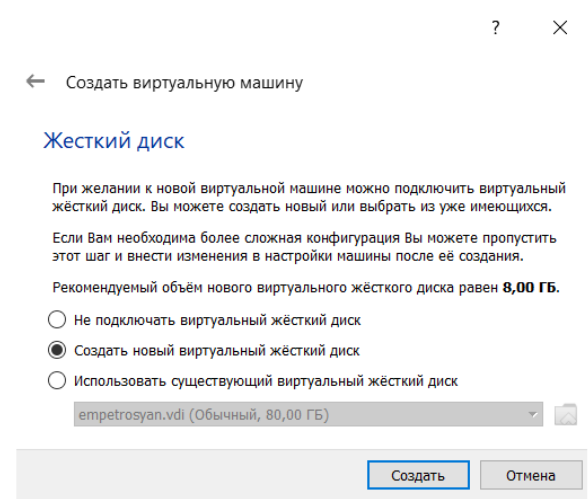 ?
Создать виртуальную машину
Жесткий диск
При желании к новой виртуальной машине можно подключить виртуальный
жёсткий диск. Вы можете создать новый или выбрать из уже имеющихся.
Если Вам необходима более сложная конфигурация Вы можете пропустить
этот шаг и внести изменения в настройки машины после её создания.
Рекомендуемый объём нового виртуального жёсткого диска равен 8,00 ГБ.
Не подключать виртуальный жёсткий диск
Создать новый виртуальный жёсткий диск
Использовать существующий виртуальный жёсткий диск
empetrosyan.vdi (Обычный, 80,00 ГБ)
Создать
Отмена